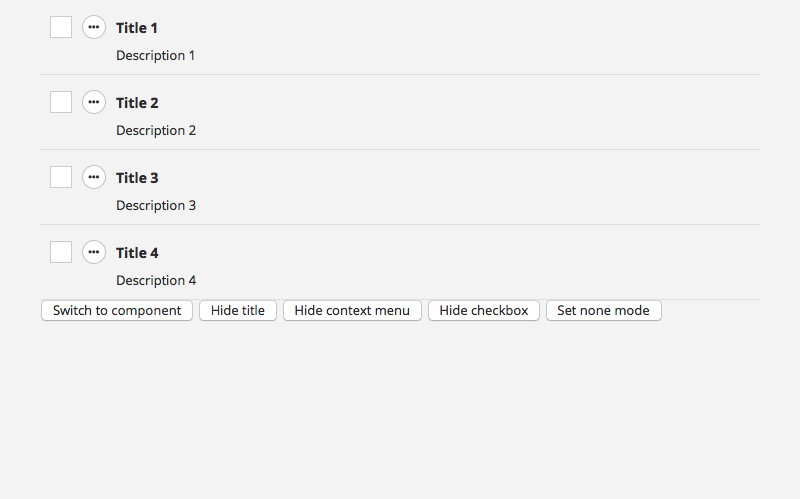 Title 1
Description 1
Title 2
Description 2
Title 3
Description 3
Title 4
Description 4
Switch to component Hide title Hide context menu Hide checkbox Set none mode